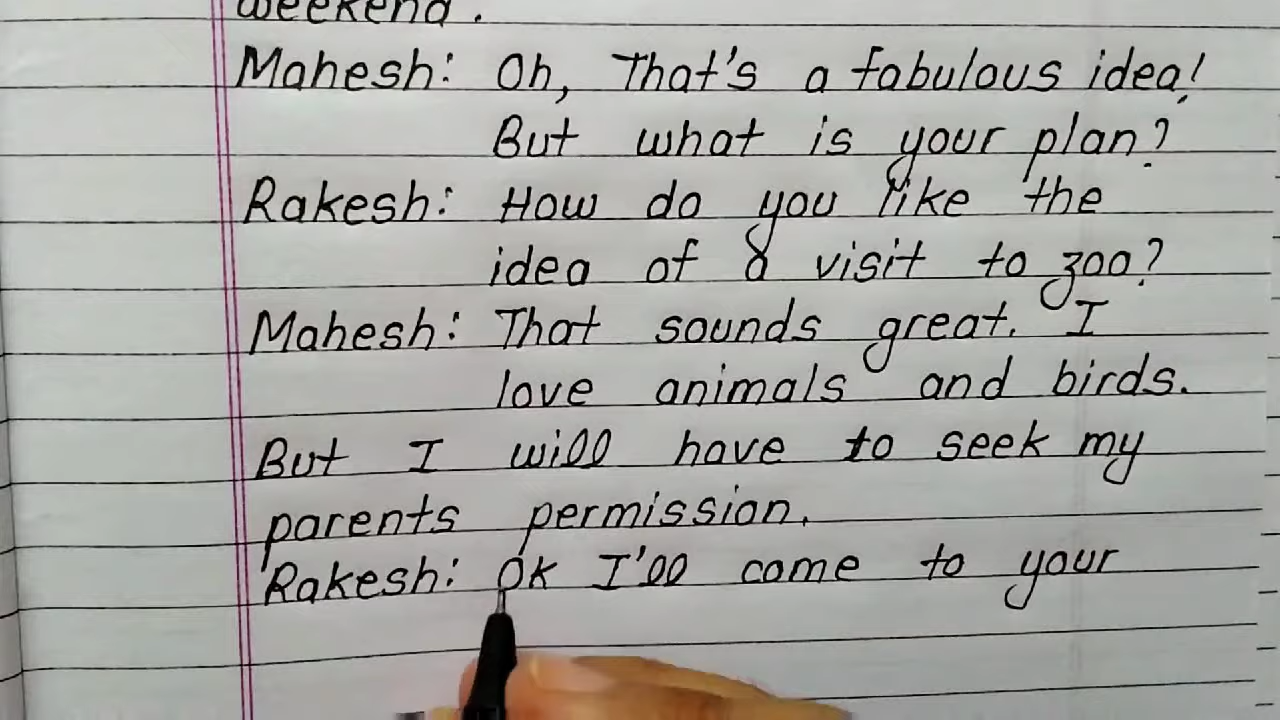 weekend.
Mahesh: Oh, That's a fabulous idea!
But what is your plan?
Rakesh: How do you like the
idea of a visit to zoo?
Mahesh: That sounds great. I
love animals and birds.
But I will have to seek my
parents permission.
Rakesh: Ok I'll come to your